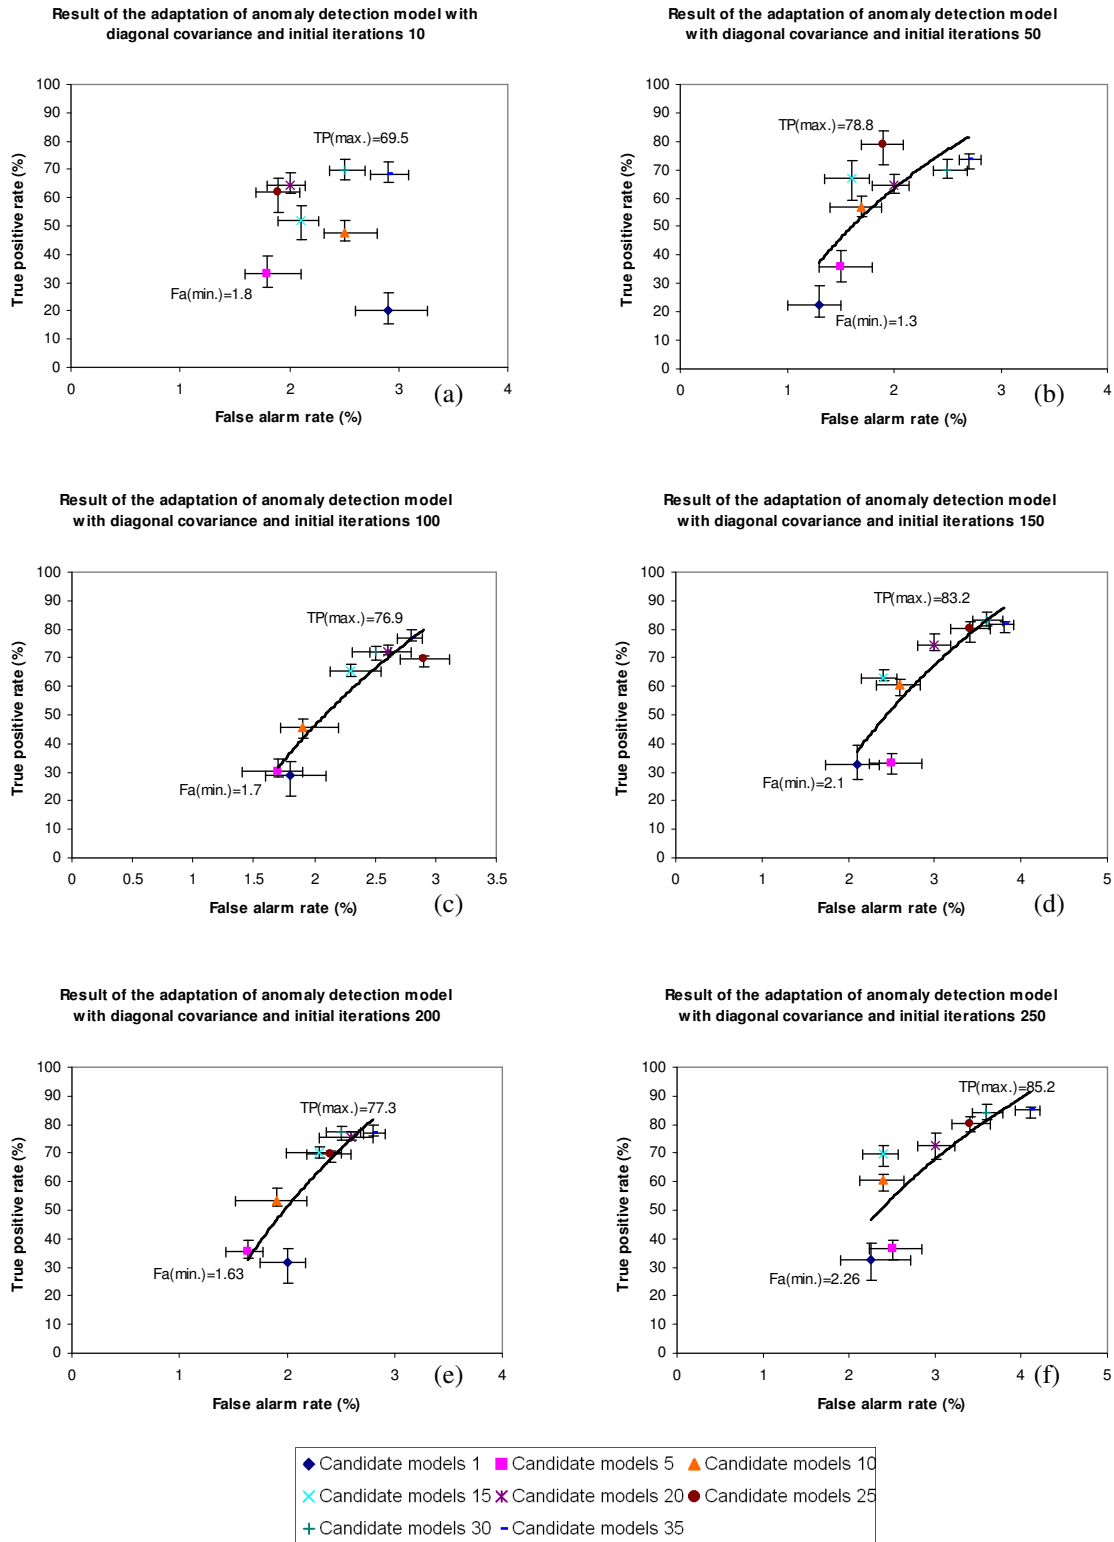 Result of the adaptation of anomaly detection model with
diagonal covariance and initial iterations 10
100
90
80
70
60
50
40
30
20
10
0
True positive rate (%)
TP(max.)=69.5
Fa(min.)=1.8
0 1 2 3 4
False alarm rate (%)
(a)
Result of the adaptation of anomaly detection model
with diagonal covariance and initial iterations 50
100
90
80
70
60
50
40
30
20
10
0
True positive rate (%)
TP(max.)=78.8
Fa(min.)=1.3
0 1 2 3 4
False alarm rate (%)
(b)
Result of the adaptation of anomaly detection model
with diagonal covariance and initial iterations 100
100
90
80
70
60
50
40
30
20
10
0
True positive rate (%)
TP(max.)=76.9
Fa(min.)=1.7
0 0.5 1 1.5 2 2.5 3 3.5
False alarm rate (%)
(c)
Result of the adaptation of anomaly detection model
with diagonal covariance and initial iterations 150
100
90
80
70
60
50
40
30
20
10
0
True positive rate (%)
TP(max.)=83.2
Fa(min.)=2.1
0 1 2 3 4 5
False alarm rate (%)
(d)
Result of the adaptation of anomaly detection model
with diagonal covariance and initial iterations 200
100
90
80
70
60
50
40
30
20
10
0
True positive rate (%)
TP(max.)=77.3
Fa(min.)=1.63
0 1 2 3 4
False alarm rate (%)
(e)
Result of the adaptation of anomaly detection model
with diagonal covariance and initial iterations 250
100
90
80
70
60
50
40
30
20
10
0
True positive rate (%)
TP(max.)=85.2
Fa(min.)=2.26
0 1 2 3 4 5
False alarm rate (%)
(f)
Candidate models 1 Candidate models 5 Candidate models 10
Candidate models 15 Candidate models 20 Candidate models 25
Candidate models 30 Candidate models 35